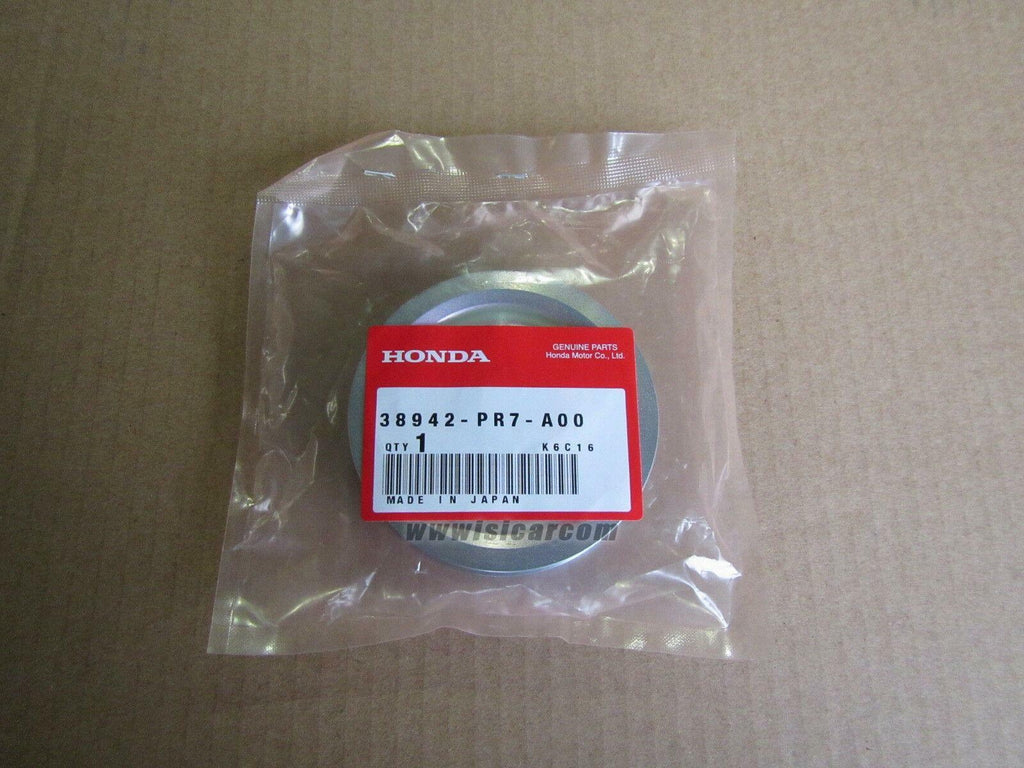 HONDA
GENUINE PARTS
Honda Motor Co., Ltd.
38942-PR7-A00
QTY 1 K6C16
MADE IN JAPAN
www.isicar.com